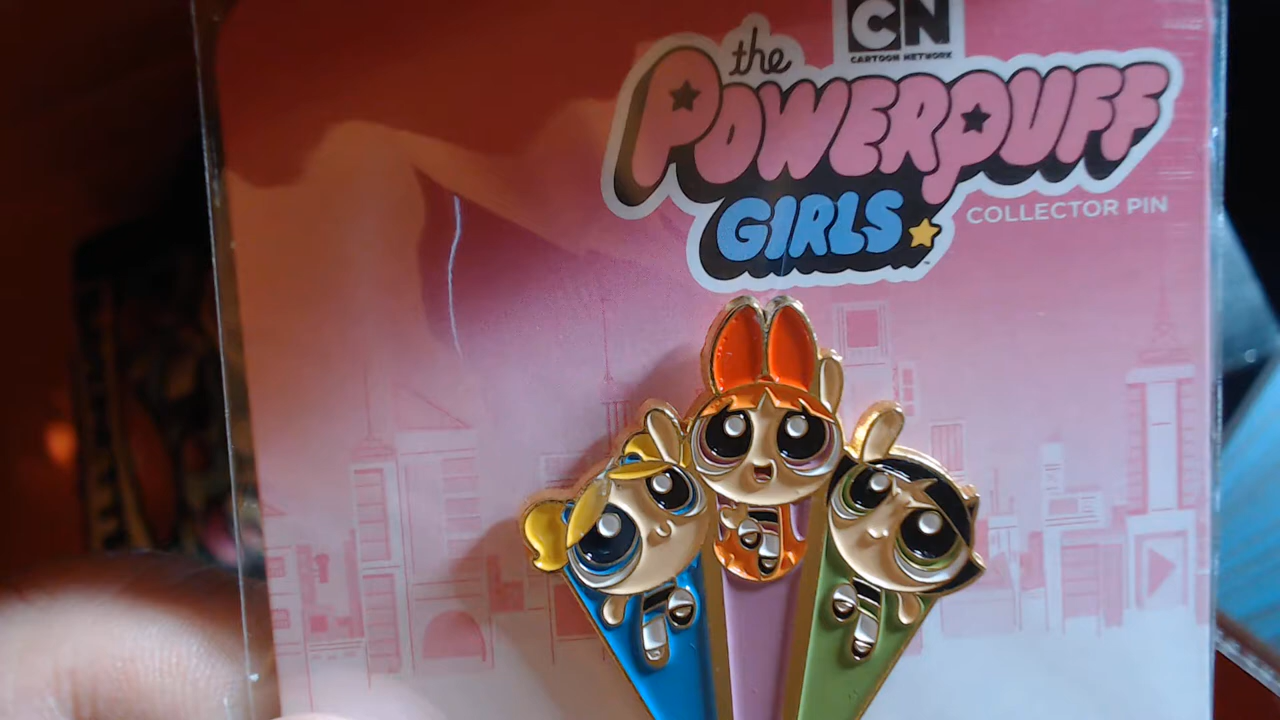 CN
CARTOON NETWORK
the
POWERPUFF
GIRLS
COLLECTOR PIN